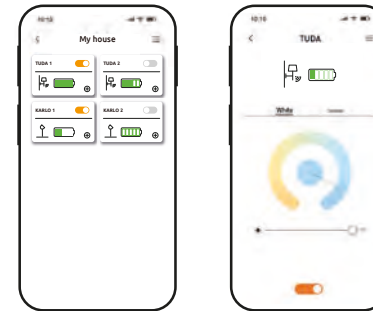 10:10
My house
TUDA 1
TUDA 2
KARLO 1
KARLO 2
10:10
TUDA
White